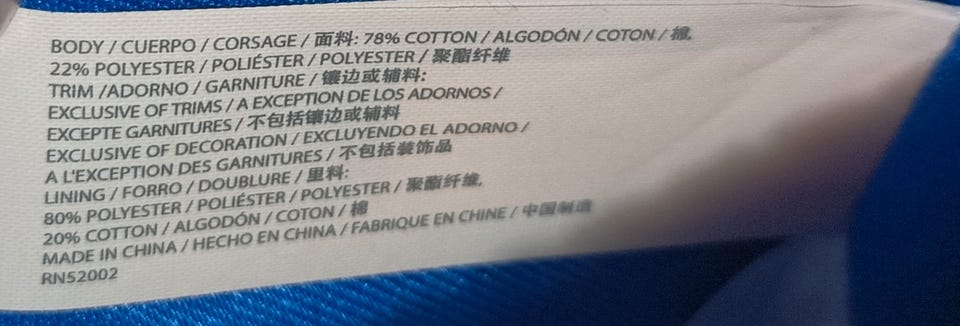 BODY / CUERPO / CORSAGE / 面料: 78% COTTON / ALGODÓN / COTON / 棉,
22% POLYESTER / POLIÉSTER / POLYESTER / 聚酯纤维
TRIM /ADORNO / GARNITURE / 镶边或辅料:
EXCLUSIVE OF TRIMS / A EXCEPTION DE LOS ADORNOS /
EXCEPTE GARNITURES / 不包括镶边或辅料
EXCLUSIVE OF DECORATION / EXCLUYENDO EL ADORNO /
A L'EXCEPTION DES GARNITURES / 不包括装饰品
LINING / FORRO / DOUBLURE / 里料:
80% POLYESTER / POLIÉSTER / POLYESTER / 聚酯纤维,
20% COTTON / ALGODÓN / COTON / 棉
MADE IN CHINA / HECHO EN CHINA / FABRIQUE EN CHINE / 中国制造
RN52002